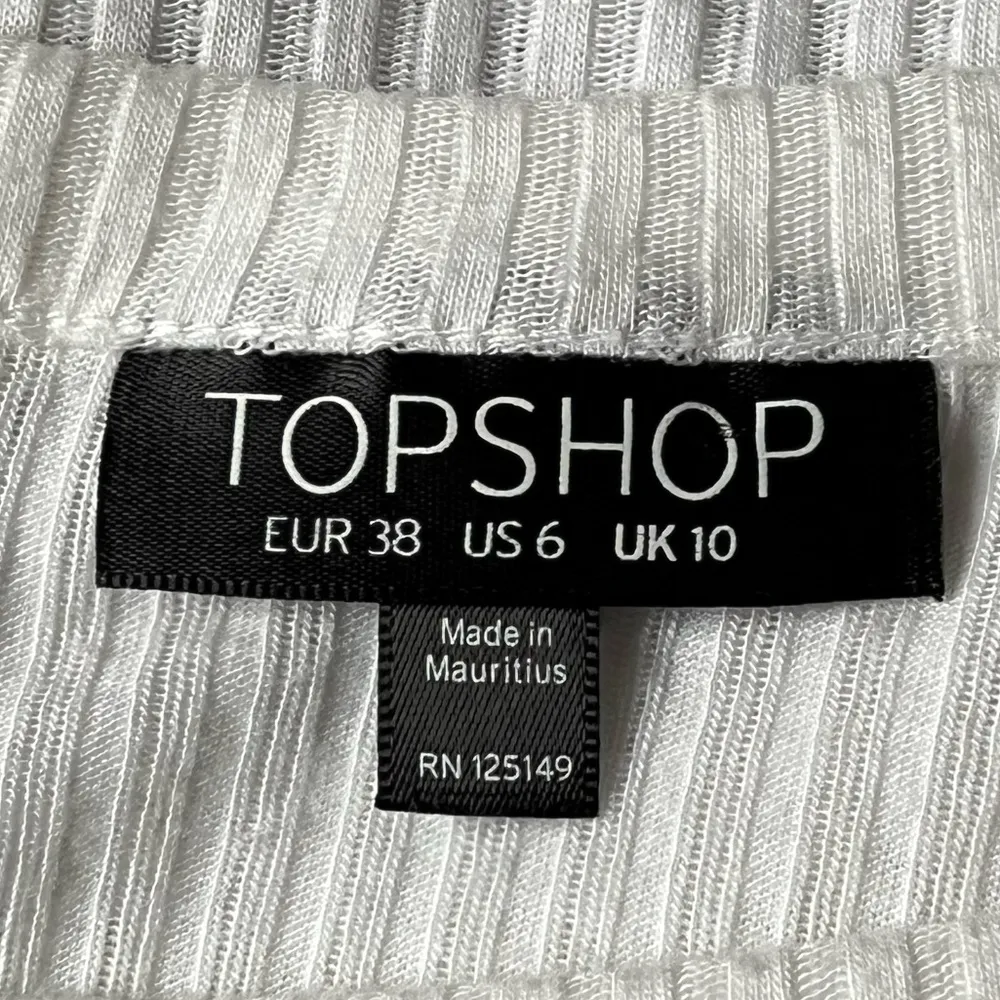 TOPSHOP
EUR 38 US 6 UK 10
Made in
Mauritius
RN 125149